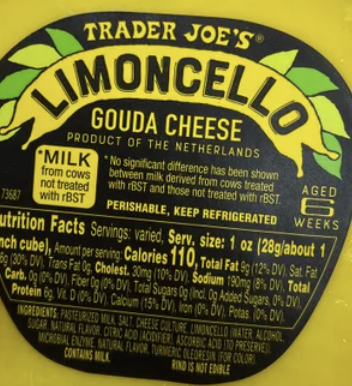 TRADER JOE'S®
LIMONCELLO
GOUDA CHEESE
PRODUCT OF THE NETHERLANDS
*MILK
from cows
not treated
with rBST
*No significant difference has been shown
between milk derived from cows treated
with rBST and those not treated with rBST.
73687
PERISHABLE, KEEP REFRIGERATED
AGED
6
WEEKS
utrition Facts Servings: varied, Serv. size: 1 oz (28g/about 1
nch cube), Amount per serving: Calories 110, Total Fat 9g (12% DV), Sat. Fat
6g (30% DV), Trans Fat 0g, Cholest. 30mg (10% DV), Sodium 190mg (8% DV), Total
Carb. 0g (0% DV), Fiber 0g (0% DV), Total Sugars 0g (Incl. 0g Added Sugars, 0% DV),
Protein 6g, Vit. D (0% DV), Calcium (15% DV), Iron (0% DV), Potas. (0% DV).
INGREDIENTS: PASTEURIZED MILK, SALT, CHEESE CULTURE, LIMONCELLO (WATER, ALCOHOL,
SUGAR, NATURAL FLAVOR, CITRIC ACID [ACIDIFIER], ASCORBIC ACID [TO PRESERVE]),
MICROBIAL ENZYME, NATURAL FLAVOR, TURMERIC OLEORESIN (FOR COLOR).
CONTAINS MILK. RIND IS NOT EDIBLE